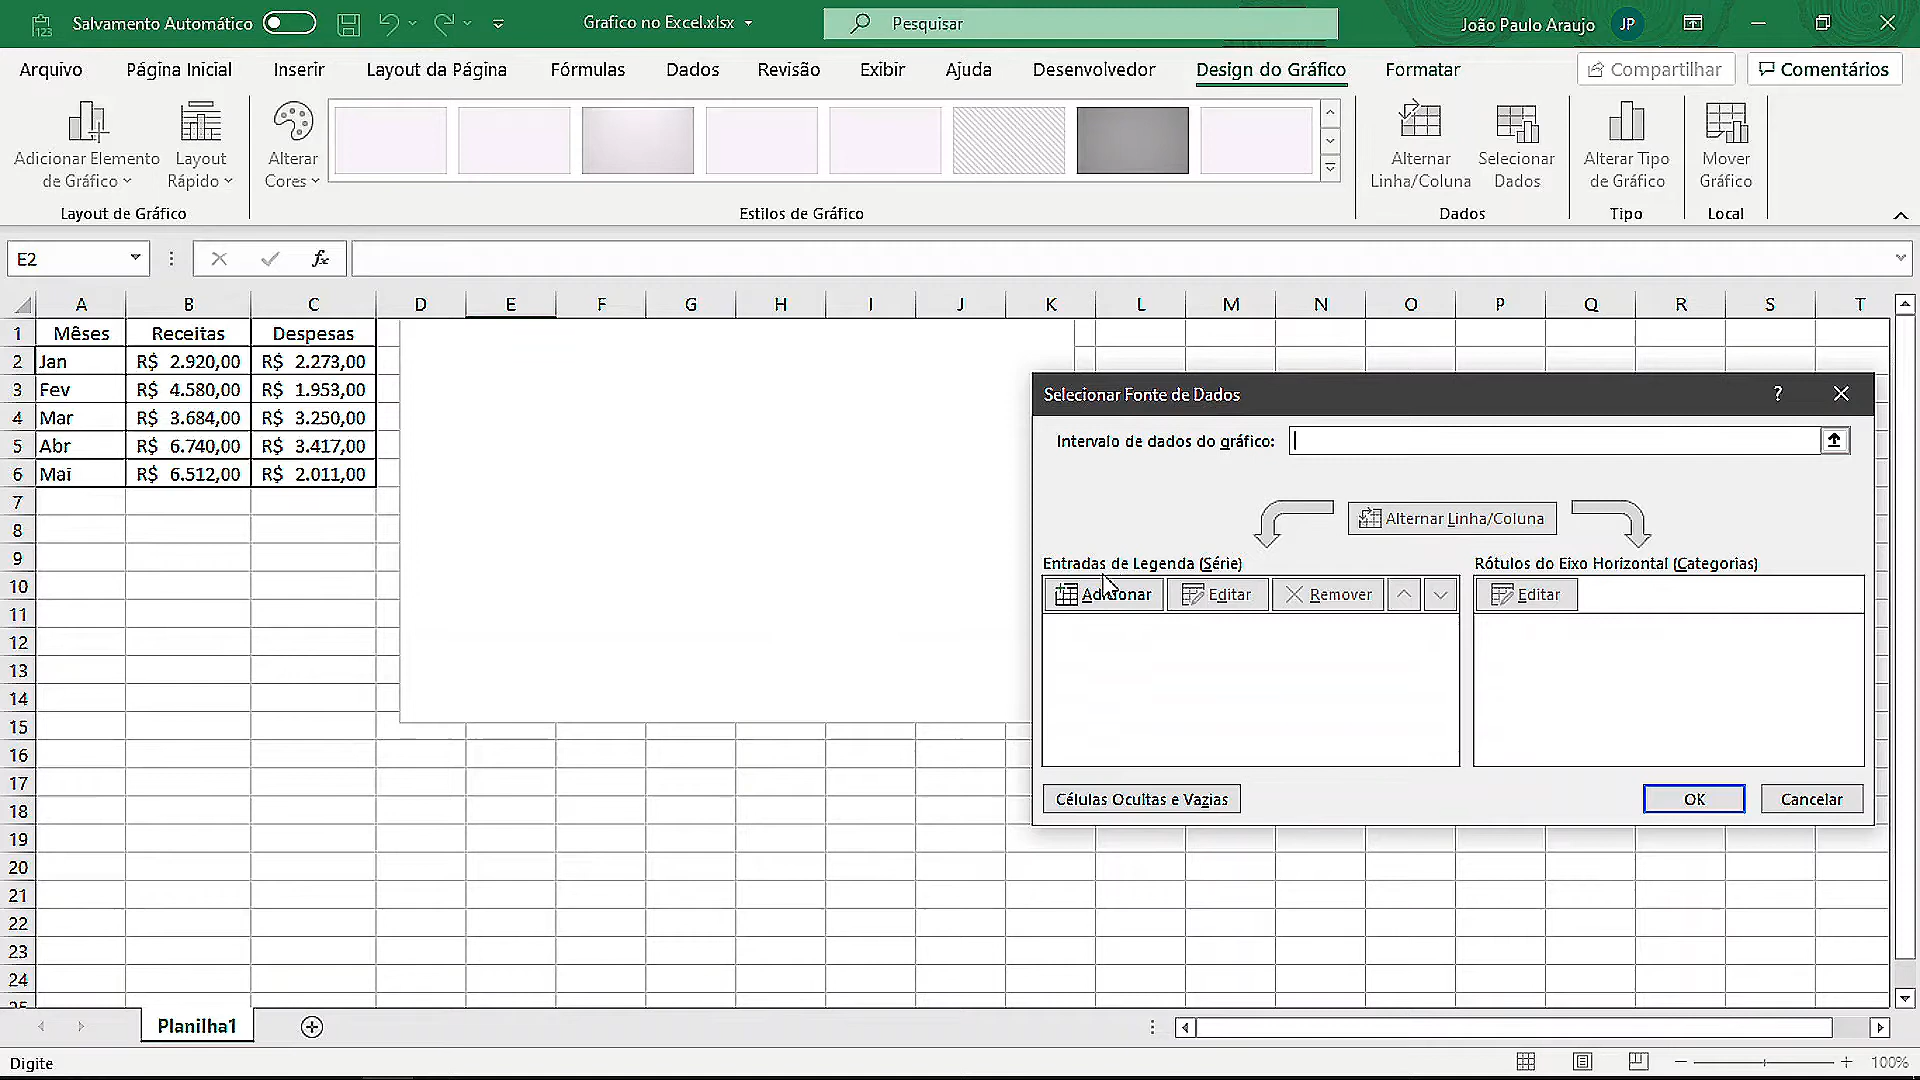 Salvamento Automático
Grafico no Excel.xlsx
Pesquisar
João Paulo Araujo
JP
Arquivo
Página Inicial
Inserir
Layout da Página
Fórmulas
Dados
Revisão
Exibir
Ajuda
Desenvolvedor
Design do Gráfico
Formatar
Compartilhar
Comentários
Adicionar Elemento
de Gráfico
Layout
Rápido
Layout de Gráfico
Alterar
Cores
Estilos de Gráfico
Alternar
Linha/Coluna
Selecionar
Dados
Dados
Alterar Tipo
de Gráfico
Tipo
Mover
Gráfico
Local
E2
fx
A B C D E F G H I J K L M N O P Q R S T
1 Mêses Receitas Despesas
2 Jan R$ 2.920,00 R$ 2.273,00
3 Fev R$ 4.580,00 R$ 1.953,00
4 Mar R$ 3.684,00 R$ 3.250,00
5 Abr R$ 6.740,00 R$ 3.417,00
6 Mai R$ 6.512,00 R$ 2.011,00
7
8
9
10
11
12
13
14
15
16
17
18
19
20
21
22
23
24
25
Selecionar Fonte de Dados
?
Intervalo de dados do gráfico:
Alternar Linha/Coluna
Entradas de Legenda (Série)
Adicionar
Editar
Remover
Rótulos do Eixo Horizontal (Categorias)
Editar
Células Ocultas e Vazias
OK
Cancelar
Planilha1
Digite
100%